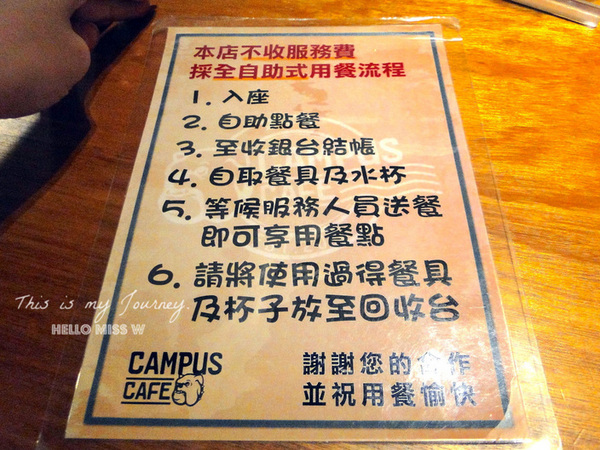 本店不收服務費
採全自助式用餐流程
1. 入座
2. 自助點餐
3. 至收銀台結帳
4. 自取餐具及水杯
5. 等候服務人員送餐
即可享用餐點
6. 請將使用過得餐具
及杯子放至回收台
This is my Journey.
HELLO MISS W
CAMPUS
CAFE
謝謝您的合作
並祝用餐愉快
CAMPUS